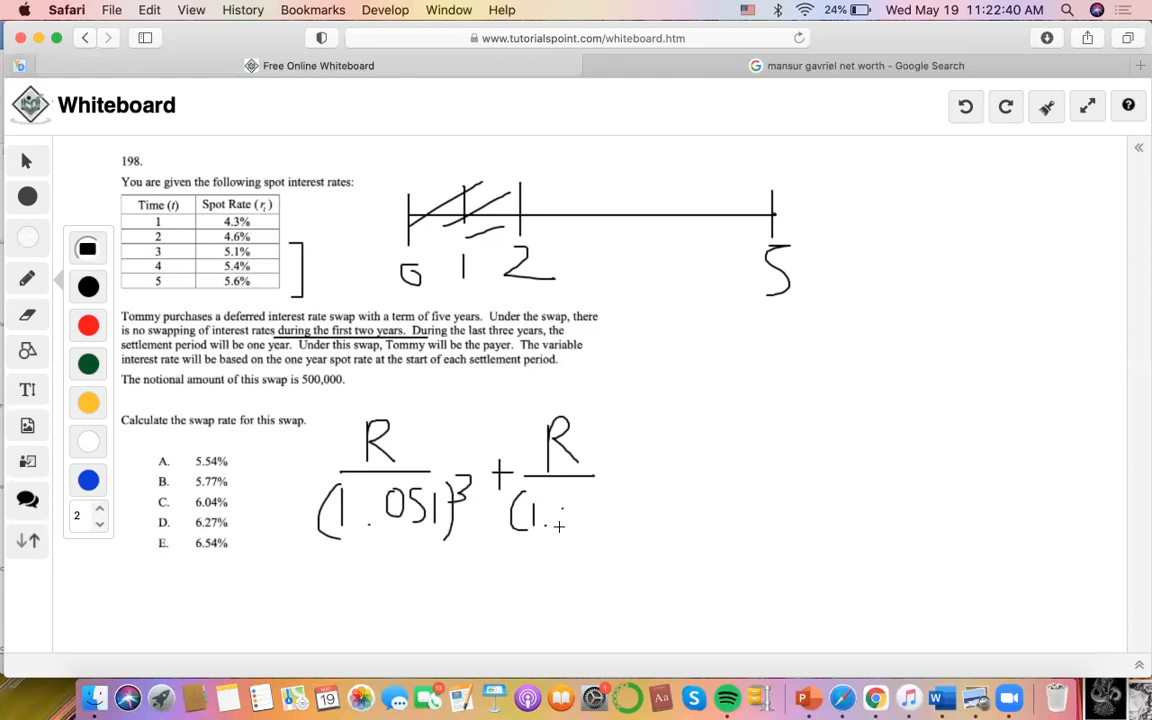 Safari File Edit View History Bookmarks Develop Window Help 24% Wed May 19 11:22:40 AM
www.tutorialspoint.com/whiteboard.htm
Free Online Whiteboard mansur gavriel net worth - Google Search
Whiteboard
198.
You are given the following spot interest rates:
Time (t) Spot Rate (rₜ)
1 4.3%
2 4.6%
3 5.1%
4 5.4%
5 5.6%
0 1 2 5
Tommy purchases a deferred interest rate swap with a term of five years. Under the swap, there
is no swapping of interest rates during the first two years. During the last three years, the
settlement period will be one year. Under this swap, Tommy will be the payer. The variable
interest rate will be based on the one year spot rate at the start of each settlement period.
The notional amount of this swap is 500,000.
Calculate the swap rate for this swap.
A. 5.54%
B. 5.77%
C. 6.04%
D. 6.27%
E. 6.54%
R + R
(1.051)³ (1.
TI
2